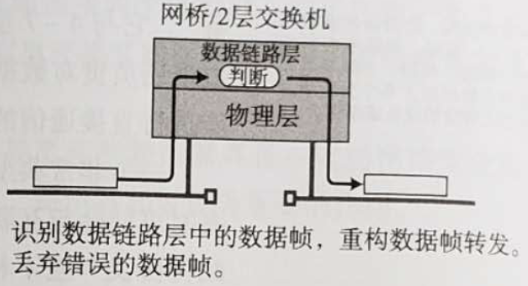 网桥/2层交换机
数据链路层
判断
物理层
识别数据链路层中的数据帧，重构数据帧转发。
丢弃错误的数据帧。